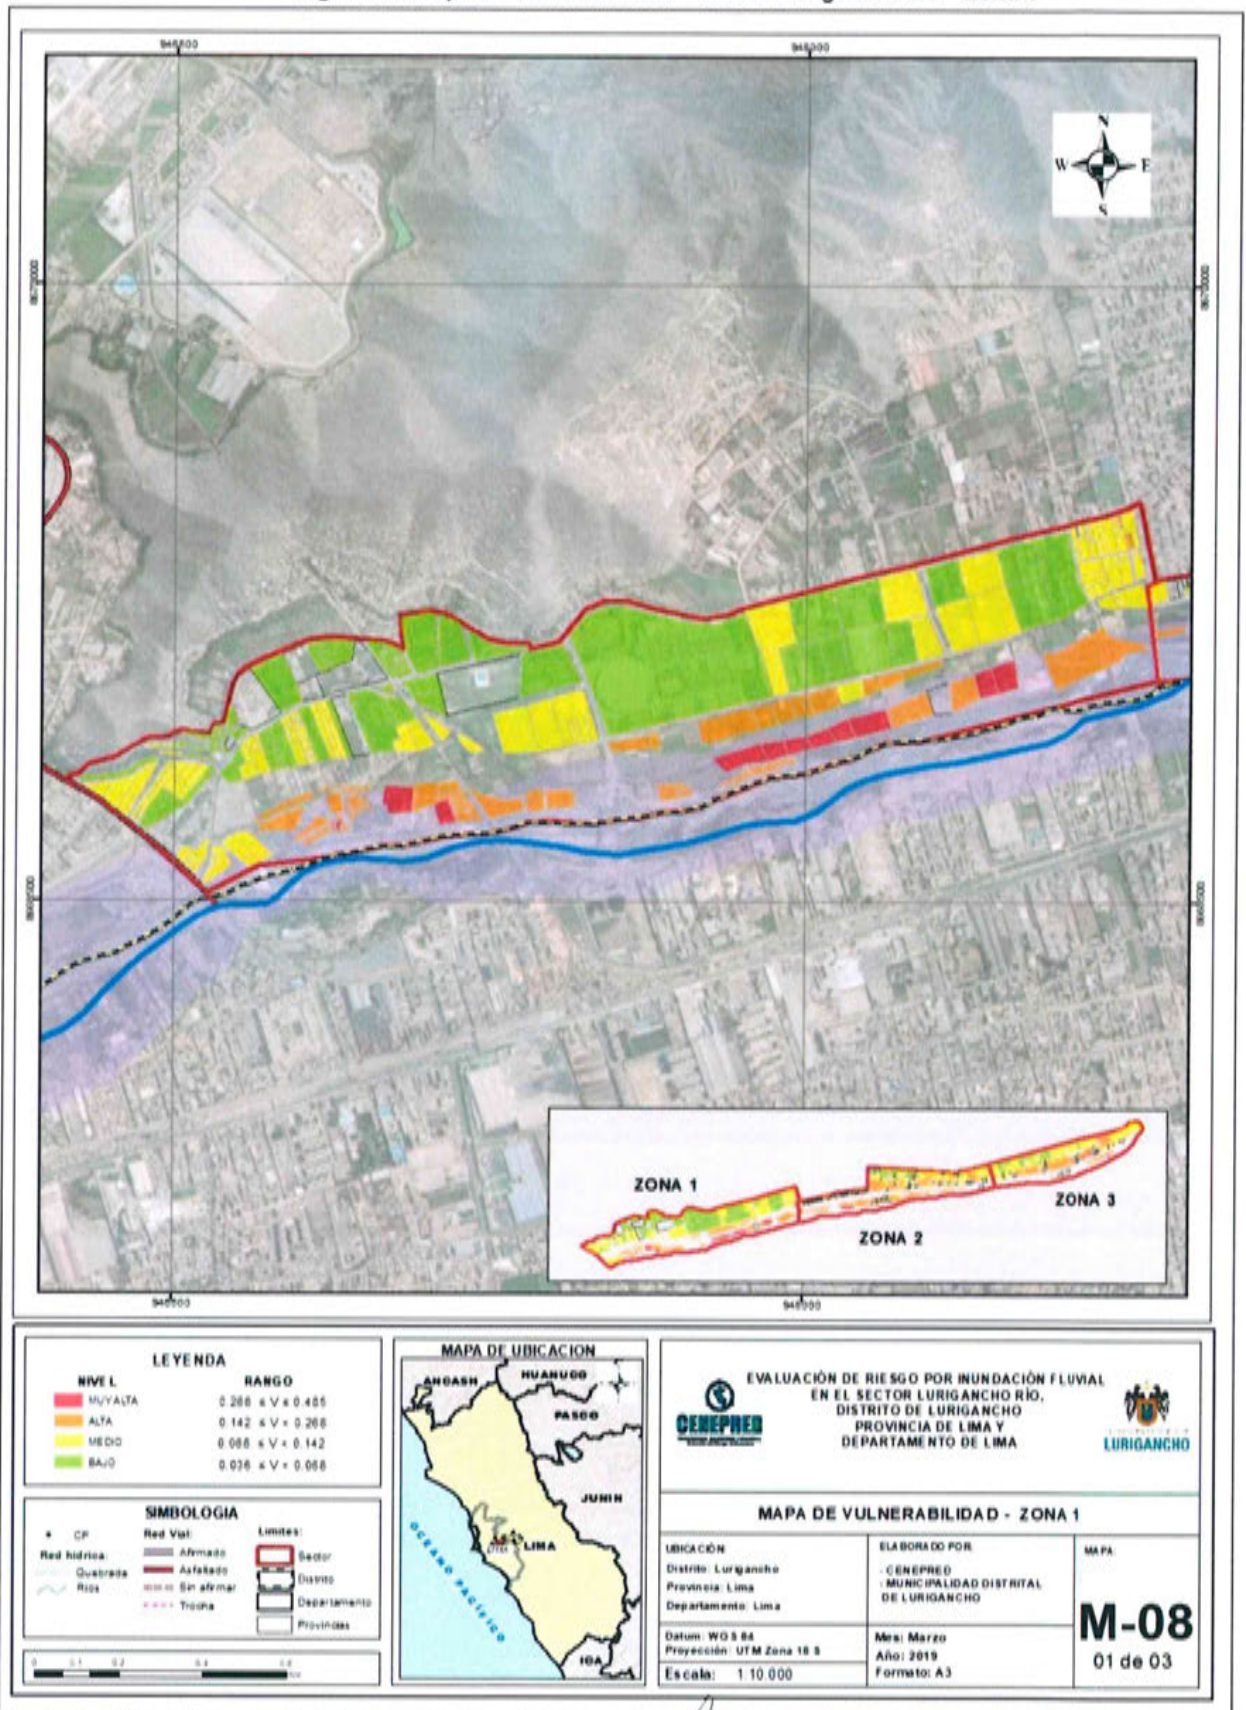 N
W E
S
ZONA 1
ZONA 2
ZONA 3
LEYENDA
NIVEL RANGO
MUY ALTA
ALTA
MEDIO
BAJO
SIMBOLOGIA
CP
Red hídrica:
Quebrada
Rios
Red Vial:
Afirmado
Asfaltado
Sin afirmar
Trocha
Limites:
Sector
Distrito
Departamento
Provincias
MAPA DE UBICACION
ANCASH
HUANUCO
PASCO
JUNIN
LIMA
OCEANO PACÍFICO
CENEPRED
EVALUACIÓN DE RIESGO POR INUNDACIÓN FLUVIAL
EN EL SECTOR LURIGANCHO RÍO,
DISTRITO DE LURIGANCHO
PROVINCIA DE LIMA Y
DEPARTAMENTO DE LIMA
LURIGANCHO
MAPA DE VULNERABILIDAD - ZONA 1
UBICACIÓN
Distrito: Lurigancho
Provincia: Lima
Departamento: Lima
Datum: WGS 84
Proyección: UTM Zona 18 S
Escala: 1:10.000
ELABORADO POR:
- CENEPRED
- MUNICIPALIDAD DISTRITAL
DE LURIGANCHO
Mes: Marzo
Año: 2019
Formato: A3
MAPA:
M-08
01 de 03